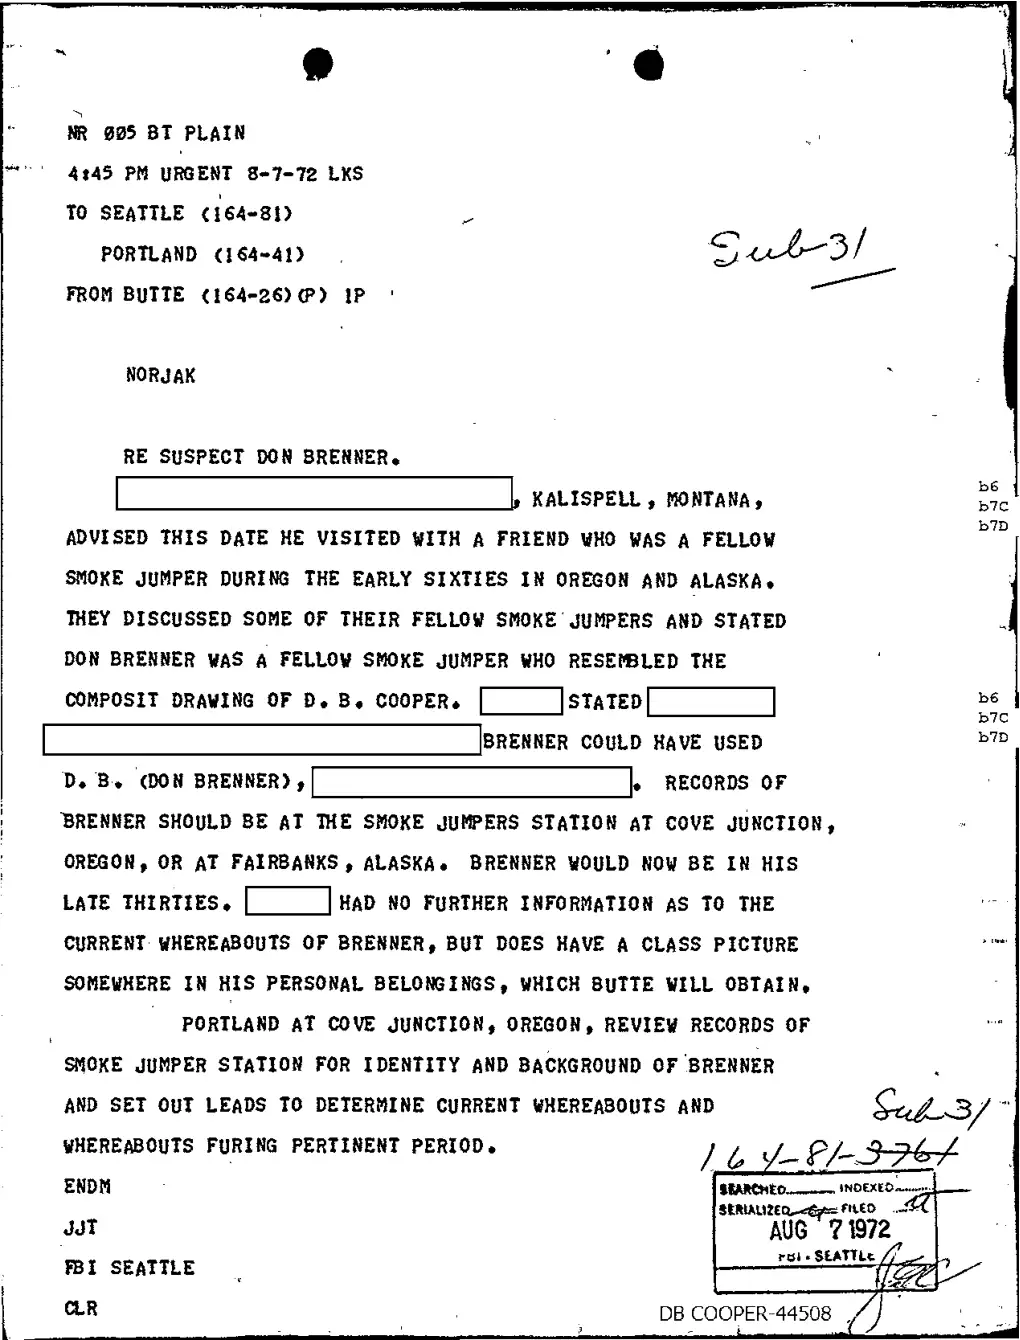 NR 005 BT PLAIN
4:45 PM URGENT 8-7-72 LKS
TO SEATTLE (164-81)
PORTLAND (164-41)
Sub 31
FROM BUTTE (164-26)(P) 1P
NORJAK
RE SUSPECT DON BRENNER.
, KALISPELL, MONTANA,
b6
b7C
b7D
ADVISED THIS DATE HE VISITED WITH A FRIEND WHO WAS A FELLOW
SMOKE JUMPER DURING THE EARLY SIXTIES IN OREGON AND ALASKA.
THEY DISCUSSED SOME OF THEIR FELLOW SMOKE JUMPERS AND STATED
DON BRENNER WAS A FELLOW SMOKE JUMPER WHO RESEMBLED THE
COMPOSIT DRAWING OF D. B. COOPER. STATED
b6
b7C
b7D
BRENNER COULD HAVE USED
D. B. (DON BRENNER), . RECORDS OF
BRENNER SHOULD BE AT THE SMOKE JUMPERS STATION AT COVE JUNCTION,
OREGON, OR AT FAIRBANKS, ALASKA. BRENNER WOULD NOW BE IN HIS
LATE THIRTIES. HAD NO FURTHER INFORMATION AS TO THE
CURRENT WHEREABOUTS OF BRENNER, BUT DOES HAVE A CLASS PICTURE
SOMEWHERE IN HIS PERSONAL BELONGINGS, WHICH BUTTE WILL OBTAIN.
PORTLAND AT COVE JUNCTION, OREGON, REVIEW RECORDS OF
SMOKE JUMPER STATION FOR IDENTITY AND BACKGROUND OF BRENNER
AND SET OUT LEADS TO DETERMINE CURRENT WHEREABOUTS AND
WHEREABOUTS FURING PERTINENT PERIOD.
Sub 31
164-81-3761
ENDM
JJT
FBI SEATTLE
CLR
SEARCHED INDEXED
SERIALIZED FILED
AUG 7 1972
FBI - SEATTLE
DB COOPER-44508